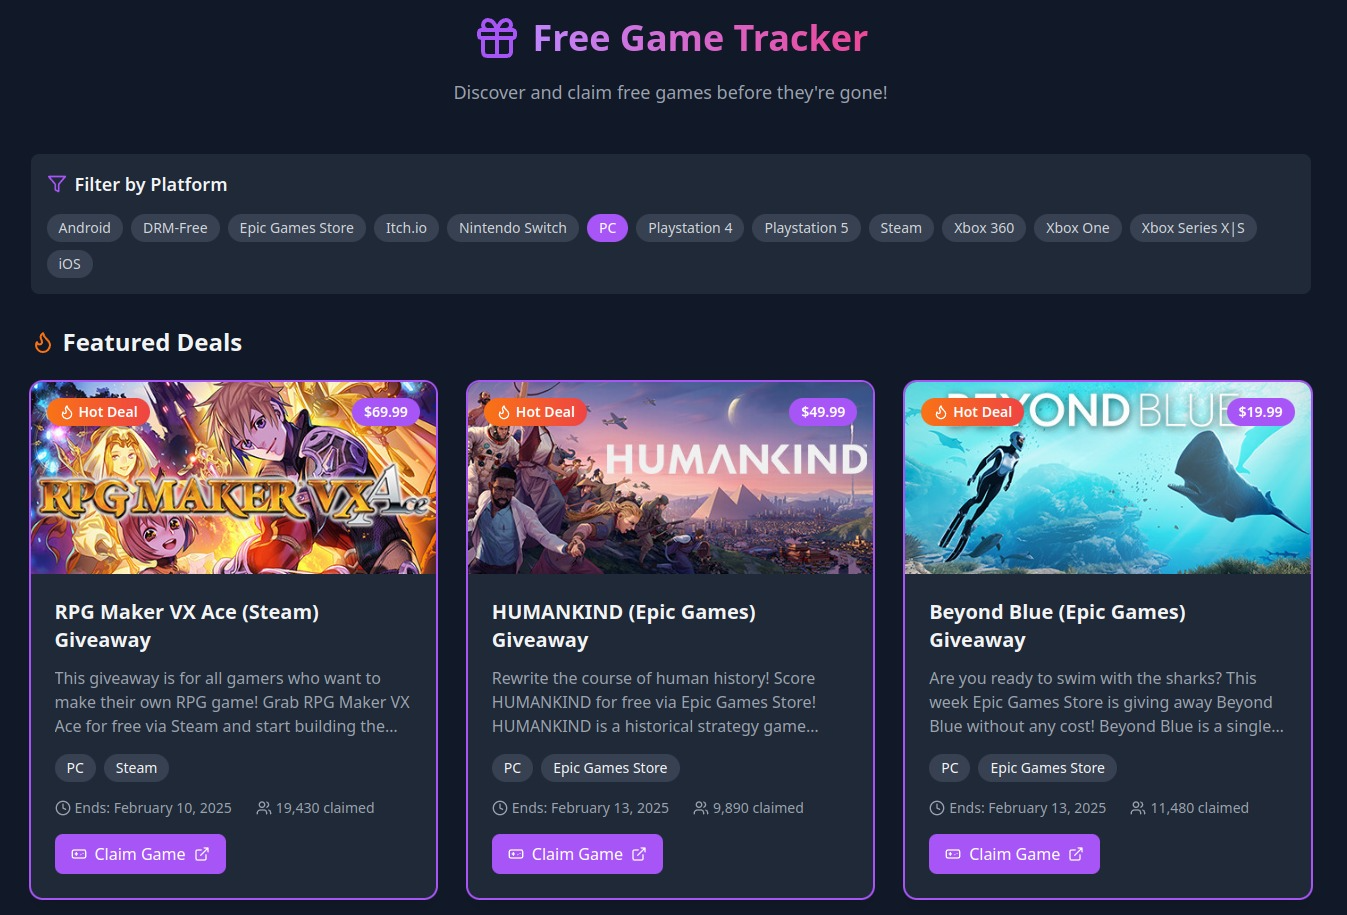 Free Game Tracker
Discover and claim free games before they're gone!
Filter by Platform
Android DRM-Free Epic Games Store Itch.io Nintendo Switch PC Playstation 4 Playstation 5 Steam Xbox 360 Xbox One Xbox Series X|S
iOS
Featured Deals
Hot Deal $69.99
RPG MAKER VX Ace
RPG Maker VX Ace (Steam)
Giveaway
This giveaway is for all gamers who want to
make their own RPG game! Grab RPG Maker VX
Ace for free via Steam and start building the...
PC Steam
Ends: February 10, 2025 19,430 claimed
Claim Game
Hot Deal $49.99
HUMANKIND
HUMANKIND (Epic Games)
Giveaway
Rewrite the course of human history! Score
HUMANKIND for free via Epic Games Store!
HUMANKIND is a historical strategy game...
PC Epic Games Store
Ends: February 13, 2025 9,890 claimed
Claim Game
Hot Deal $19.99
BEYOND BLUE
Beyond Blue (Epic Games)
Giveaway
Are you ready to swim with the sharks? This
week Epic Games Store is giving away Beyond
Blue without any cost! Beyond Blue is a single...
PC Epic Games Store
Ends: February 13, 2025 11,480 claimed
Claim Game